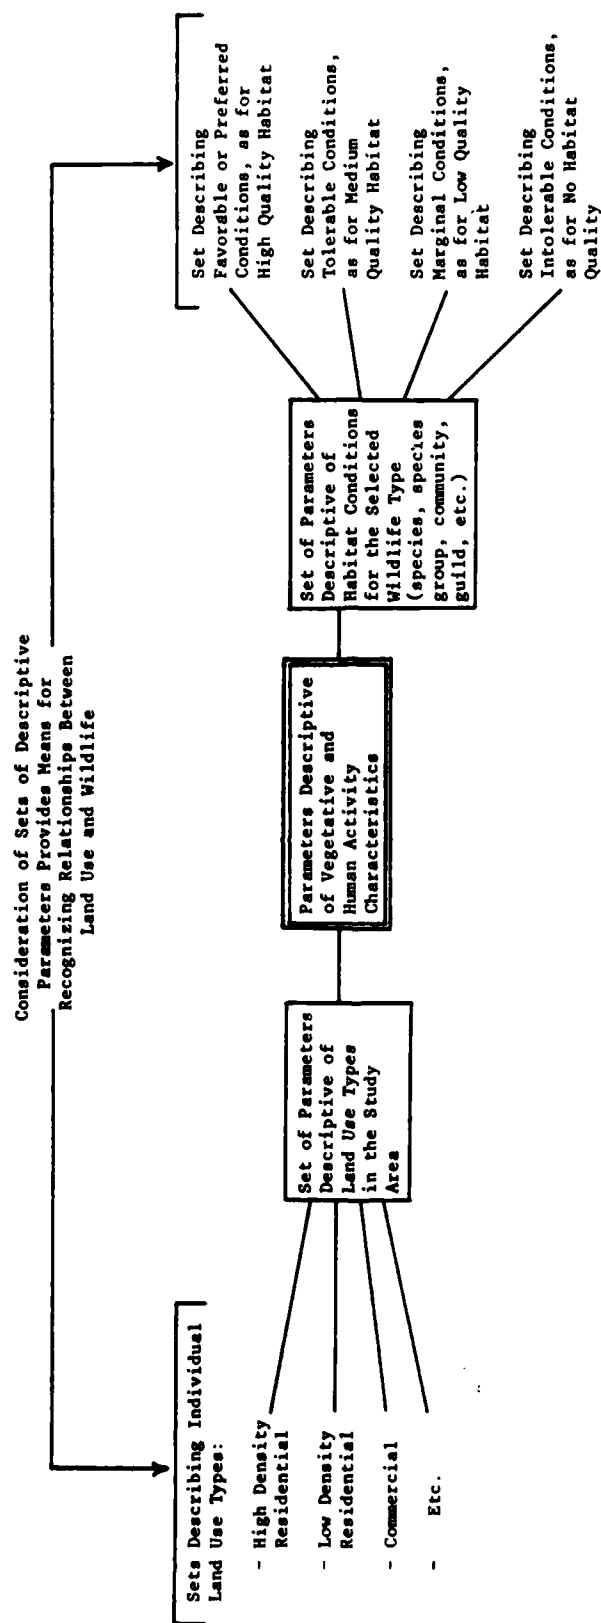 Consideration of Sets of Descriptive
Parameters Provides Means for
Recognizing Relationships Between
Land Use and Wildlife
Sets Describing Individual
Land Use Types:
- High Density
Residential
- Low Density
Residential
- Commercial
- Etc.
Set of Parameters
Descriptive of
Land Use Types
in the Study
Area
Parameters Descriptive
of Vegetative and
Human Activity
Characteristics
Set of Parameters
Descriptive of
Habitat Conditions
for the Selected
Wildlife Type
(species, species
group, community,
guild, etc.)
Set Describing
Favorable or Preferred
Conditions, as for
High Quality Habitat
Set Describing
Tolerable Conditions,
as for Medium
Quality Habitat
Set Describing
Marginal Conditions,
as for Low Quality
Habitat
Set Describing
Intolerable Conditions,
as for No Habitat
Quality